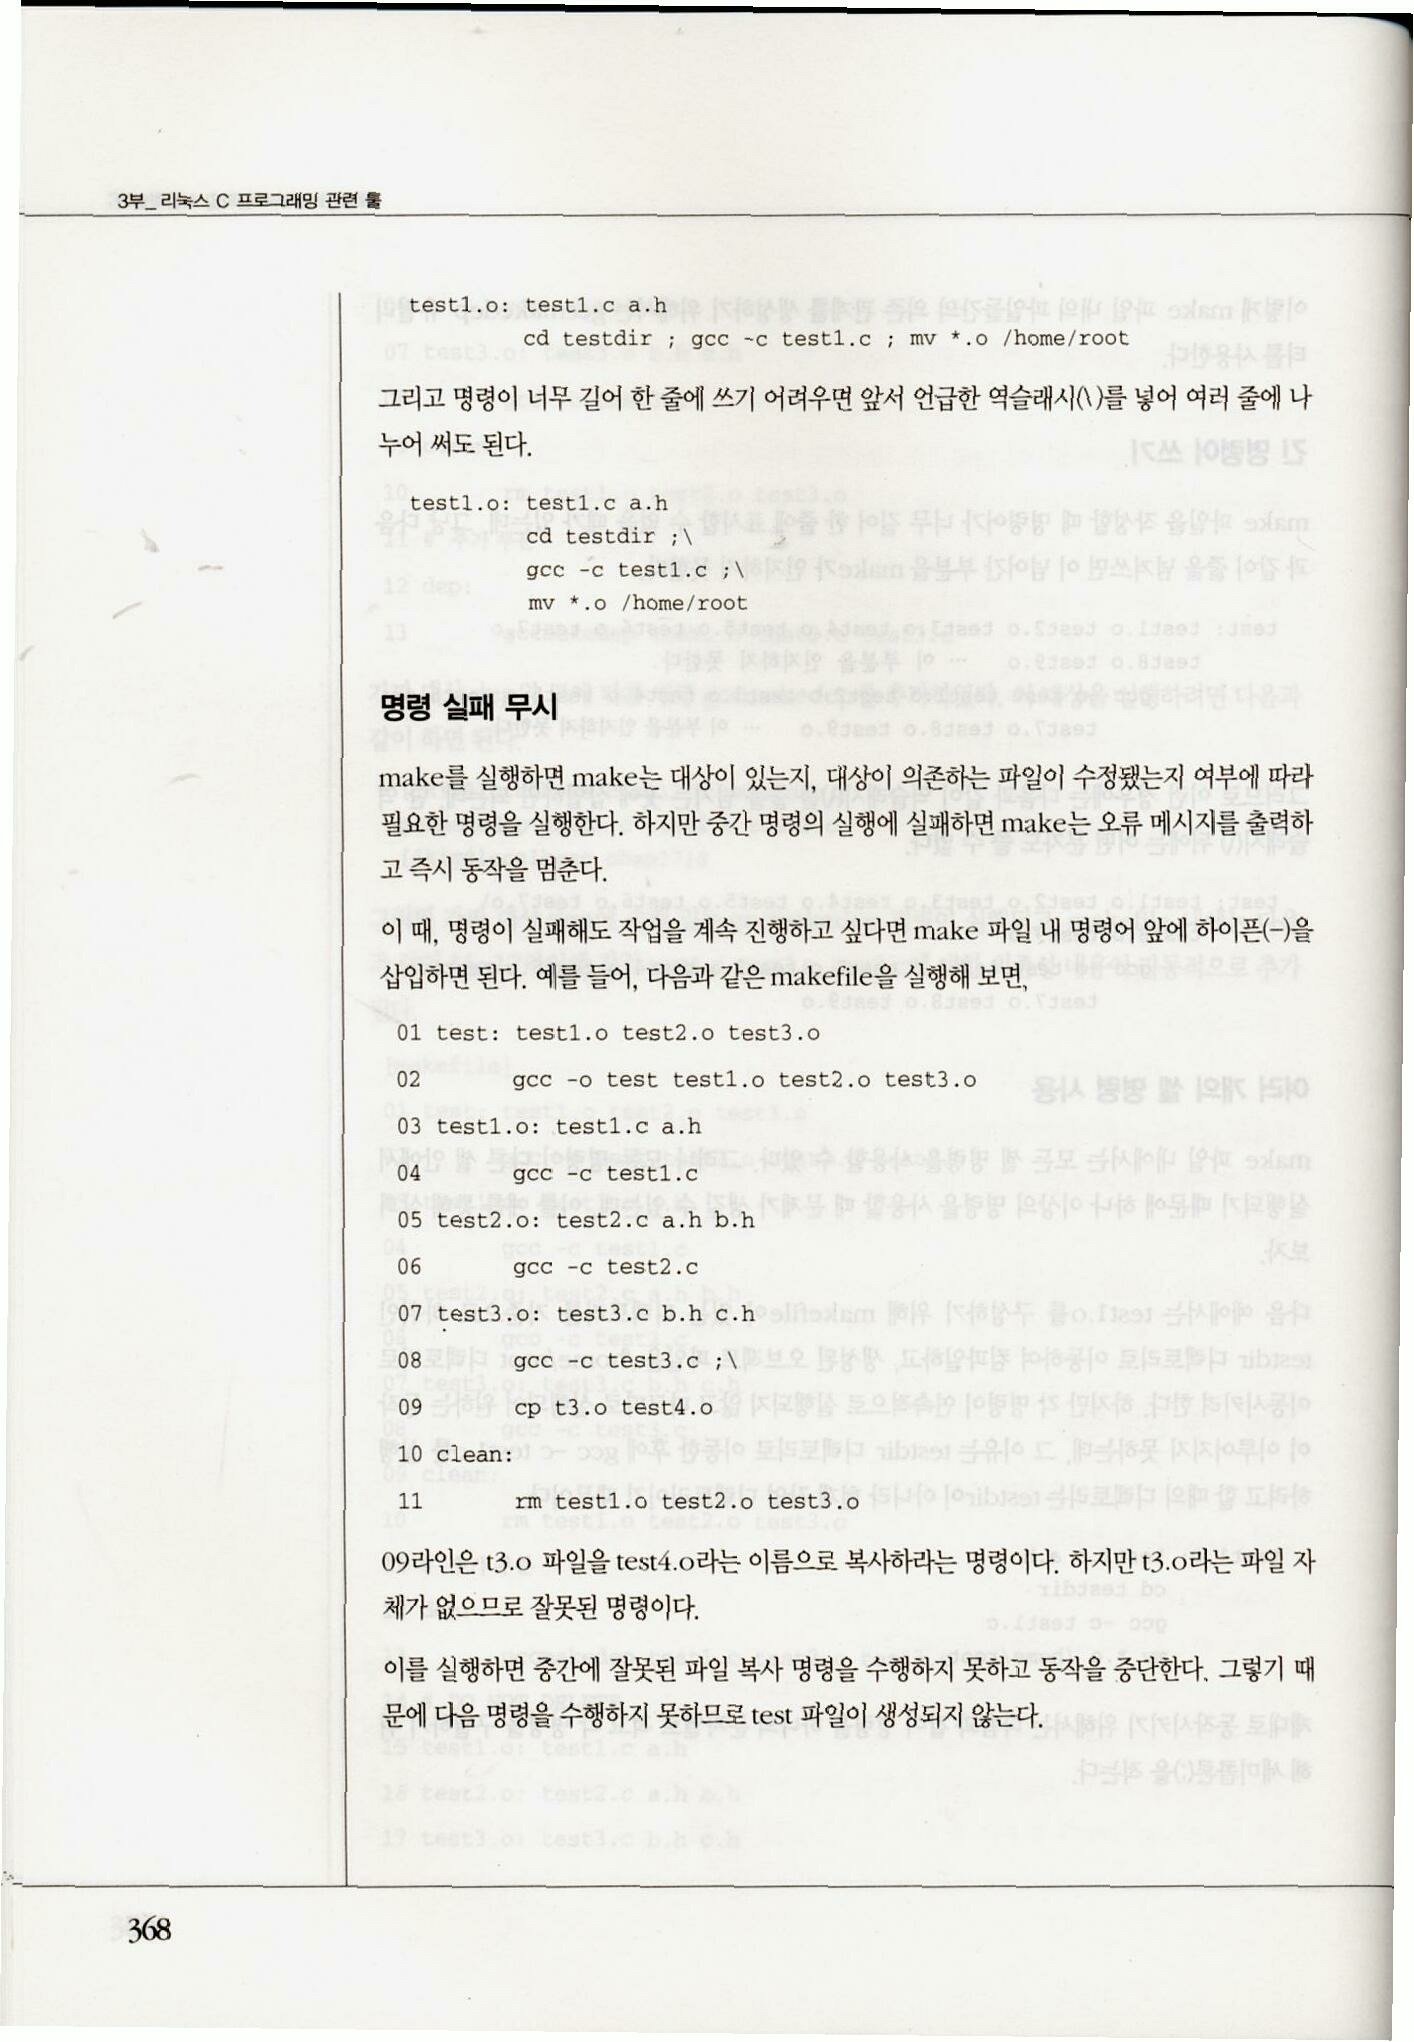 3부_ 리눅스 C 프로그래밍 관련 툴
test1.o: test1.c a.h
cd testdir ; gcc -c test1.c ; mv *.o /home/root
그리고 명령이 너무 길어 한 줄에 쓰기 어려우면 앞서 언급한 역슬래시(\)를 넣어 여러 줄에 나
누어 써도 된다.
test1.o: test1.c a.h
cd testdir ;\
gcc -c test1.c ;\
mv *.o /home/root
명령 실패 무시
make를 실행하면 make는 대상이 있는지, 대상이 의존하는 파일이 수정됐는지 여부에 따라
필요한 명령을 실행한다. 하지만 중간 명령의 실행에 실패하면 make는 오류 메시지를 출력하
고 즉시 동작을 멈춘다.
이 때, 명령이 실패해도 작업을 계속 진행하고 싶다면 make 파일 내 명령어 앞에 하이픈(-)을
삽입하면 된다. 예를 들어, 다음과 같은 makefile을 실행해 보면,
01 test: test1.o test2.o test3.o
02 gcc -o test test1.o test2.o test3.o
03 test1.o: test1.c a.h
04 gcc -c test1.c
05 test2.o: test2.c a.h b.h
06 gcc -c test2.c
07 test3.o: test3.c b.h c.h
08 gcc -c test3.c ;\
09 cp t3.o test4.o
10 clean:
11 rm test1.o test2.o test3.o
09라인은 t3.o 파일을 test4.o라는 이름으로 복사하라는 명령이다. 하지만 t3.o라는 파일 자
체가 없으므로 잘못된 명령이다.
이를 실행하면 중간에 잘못된 파일 복사 명령을 수행하지 못하고 동작을 중단한다. 그렇기 때
문에 다음 명령을 수행하지 못하므로 test 파일이 생성되지 않는다.
368